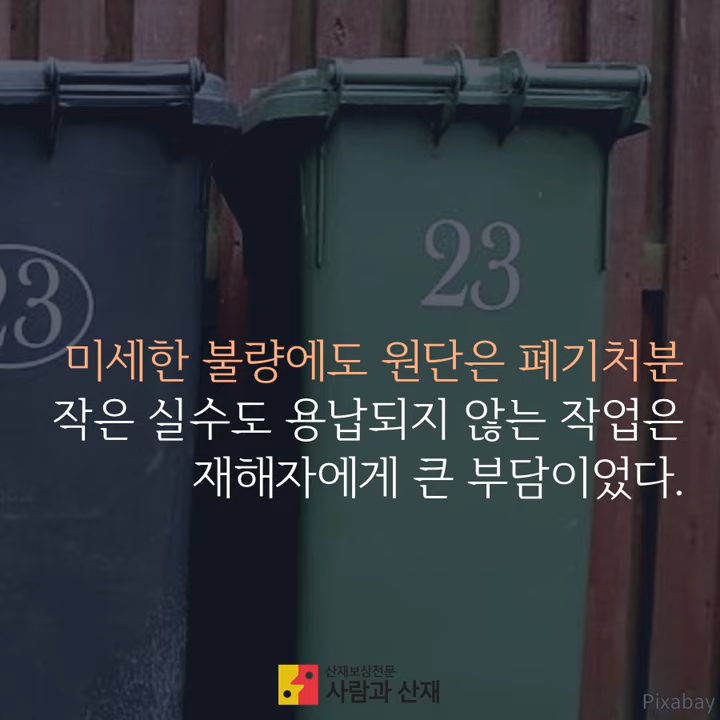 23
23
미세한 불량에도 원단은 폐기처분
작은 실수도 용납되지 않는 작업은
재해자에게 큰 부담이었다.
산재보상전문
사람과 산재
Pixabay